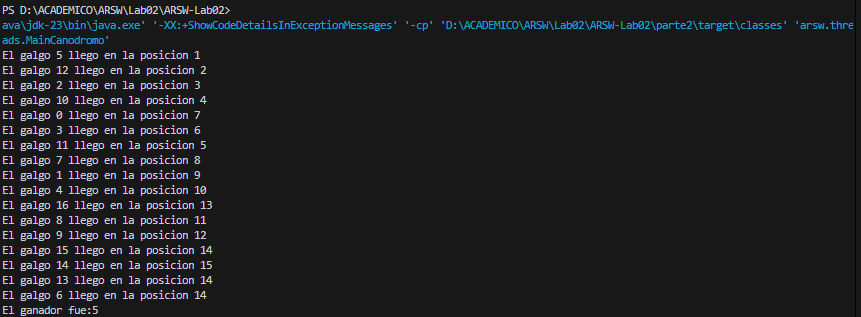 PS D:\ACADEMICO\ARSW\Lab02\ARSW-Lab02>
ava\jdk-23\bin\java.exe' '-XX:+ShowCodeDetailsInExceptionMessages' '-cp' 'D:\ACADEMICO\ARSW\Lab02\ARSW-Lab02\parte2\target\classes' 'arsw.thre
ads.MainCanodromo'
El galgo 5 llego en la posicion 1
El galgo 12 llego en la posicion 2
El galgo 2 llego en la posicion 3
El galgo 10 llego en la posicion 4
El galgo 0 llego en la posicion 7
El galgo 3 llego en la posicion 6
El galgo 11 llego en la posicion 5
El galgo 7 llego en la posicion 8
El galgo 1 llego en la posicion 9
El galgo 4 llego en la posicion 10
El galgo 16 llego en la posicion 13
El galgo 8 llego en la posicion 11
El galgo 9 llego en la posicion 12
El galgo 15 llego en la posicion 14
El galgo 14 llego en la posicion 15
El galgo 13 llego en la posicion 14
El galgo 6 llego en la posicion 14
El ganador fue:5